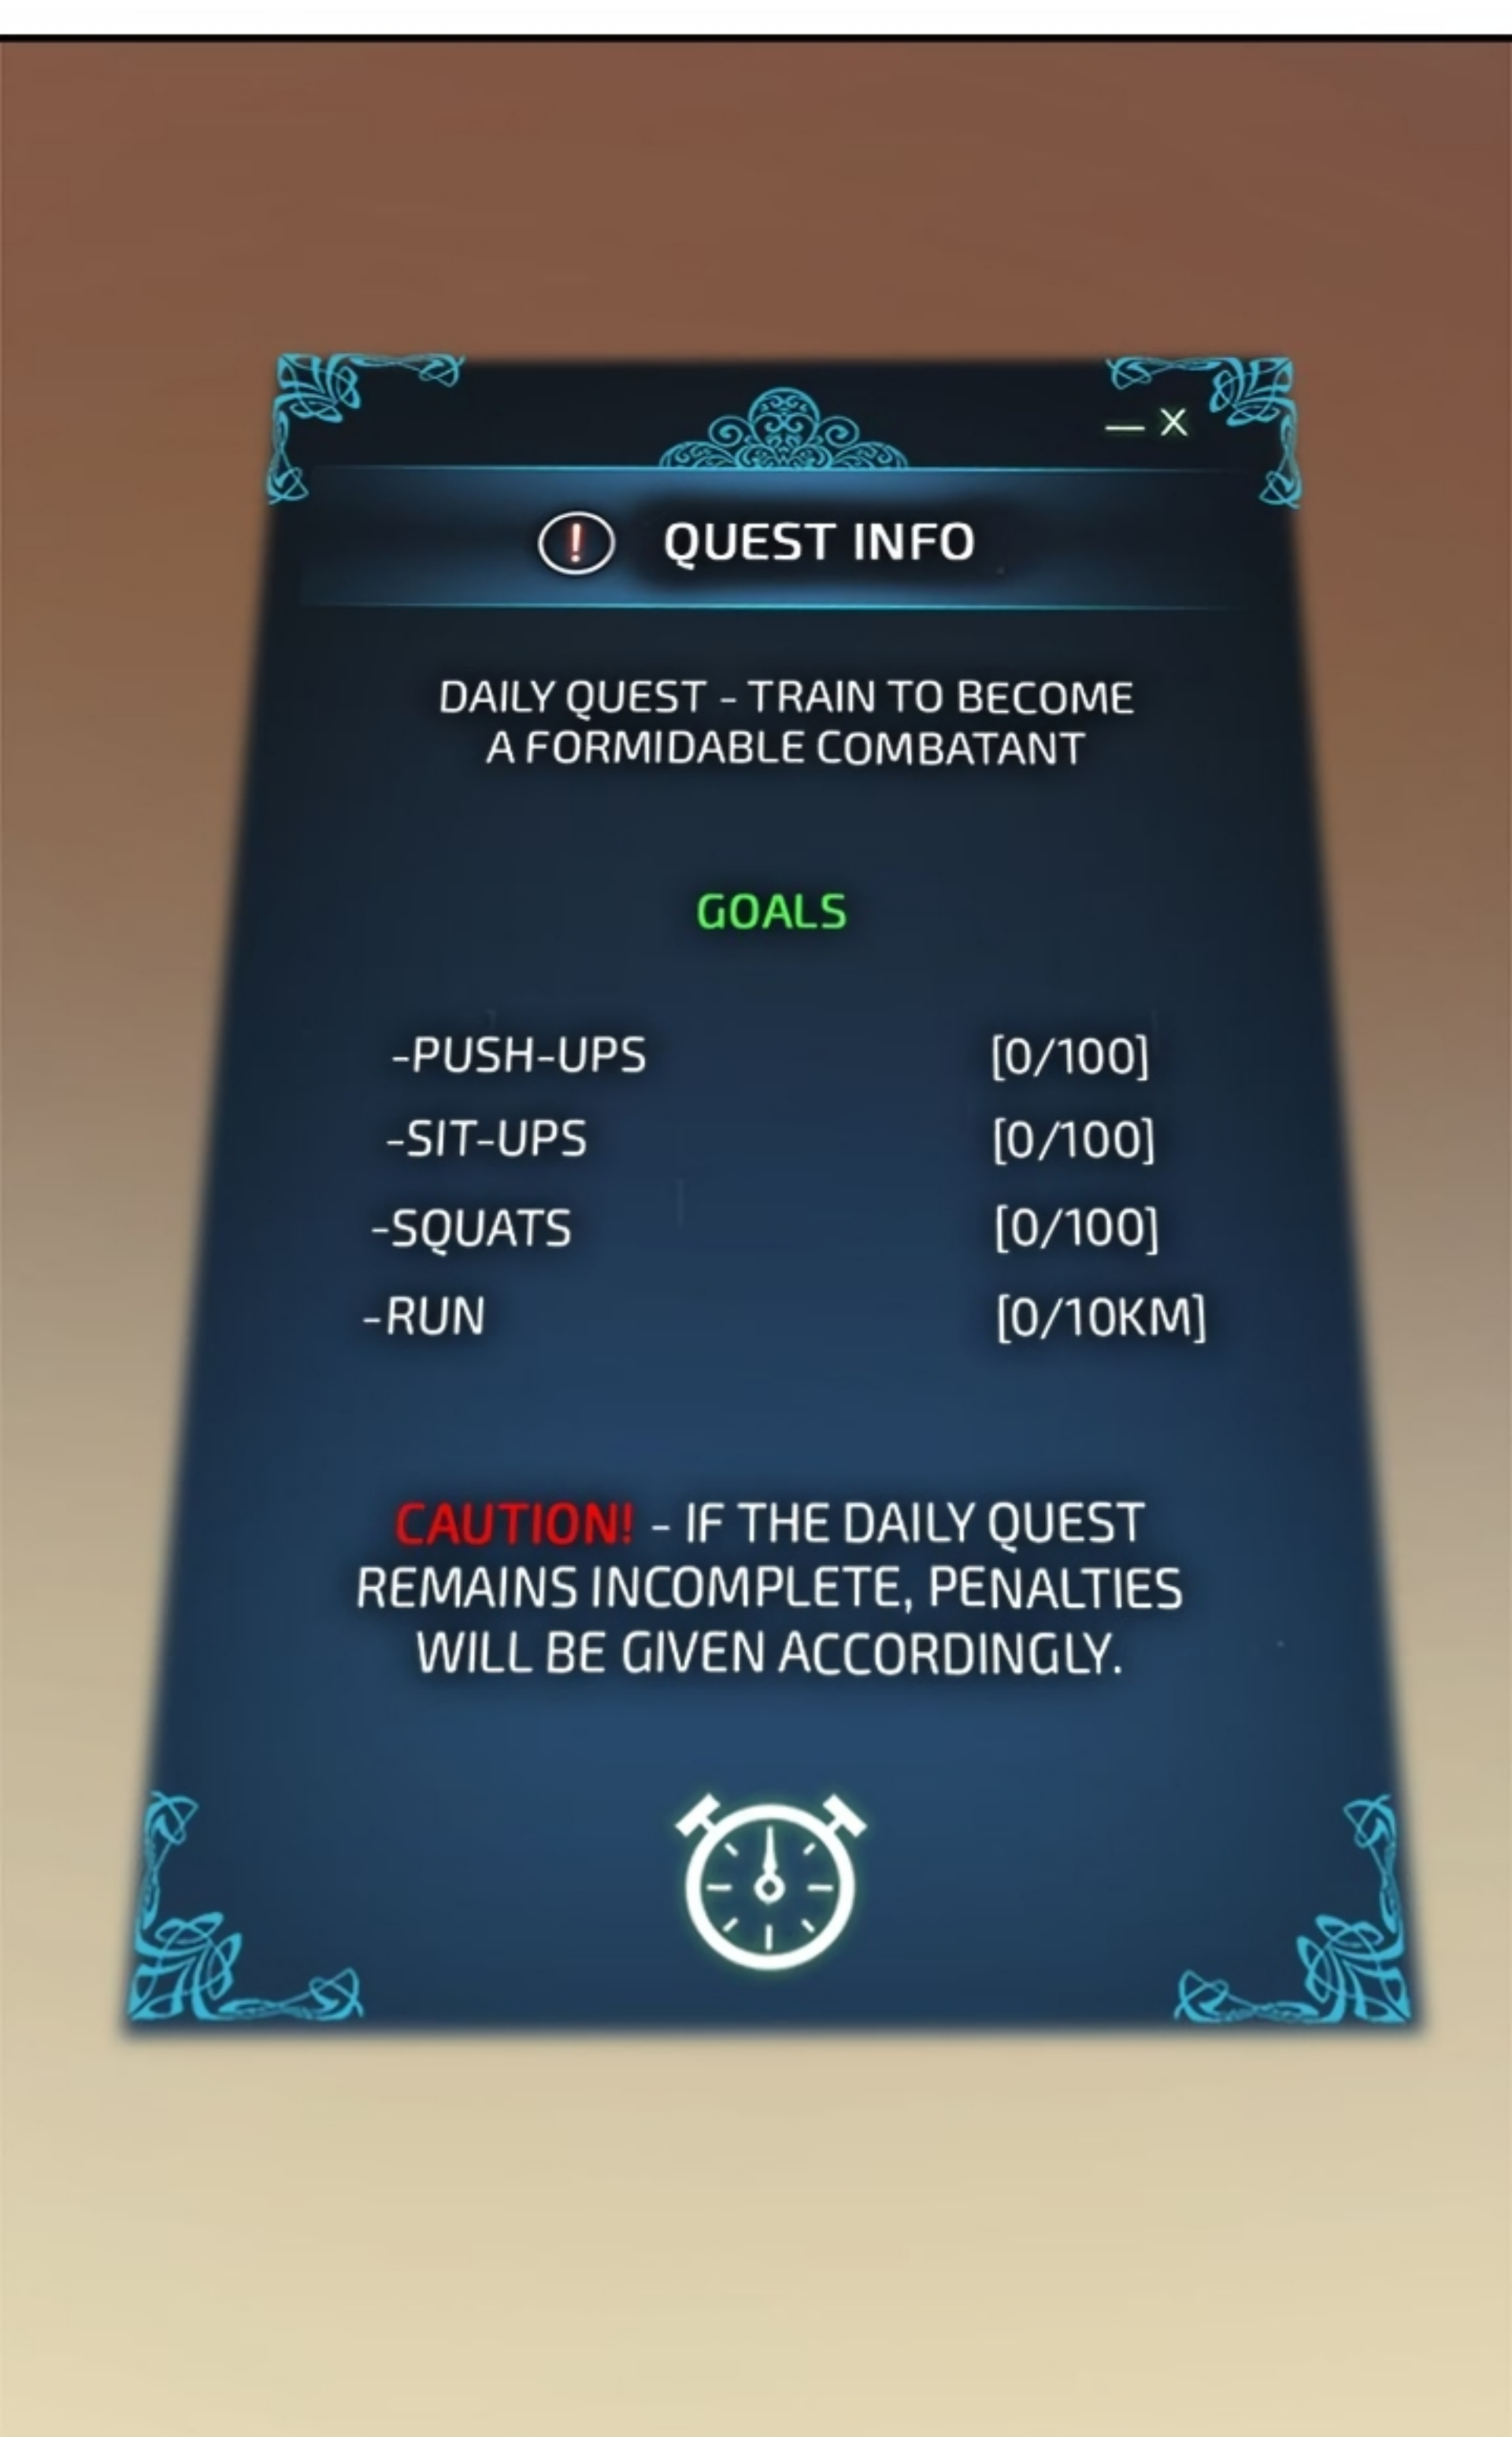 — X
! QUEST INFO
DAILY QUEST - TRAIN TO BECOME
A FORMIDABLE COMBATANT
GOALS
-PUSH-UPS [0/100]
-SIT-UPS [0/100]
-SQUATS [0/100]
-RUN [0/10KM]
CAUTION! - IF THE DAILY QUEST
REMAINS INCOMPLETE, PENALTIES
WILL BE GIVEN ACCORDINGLY.